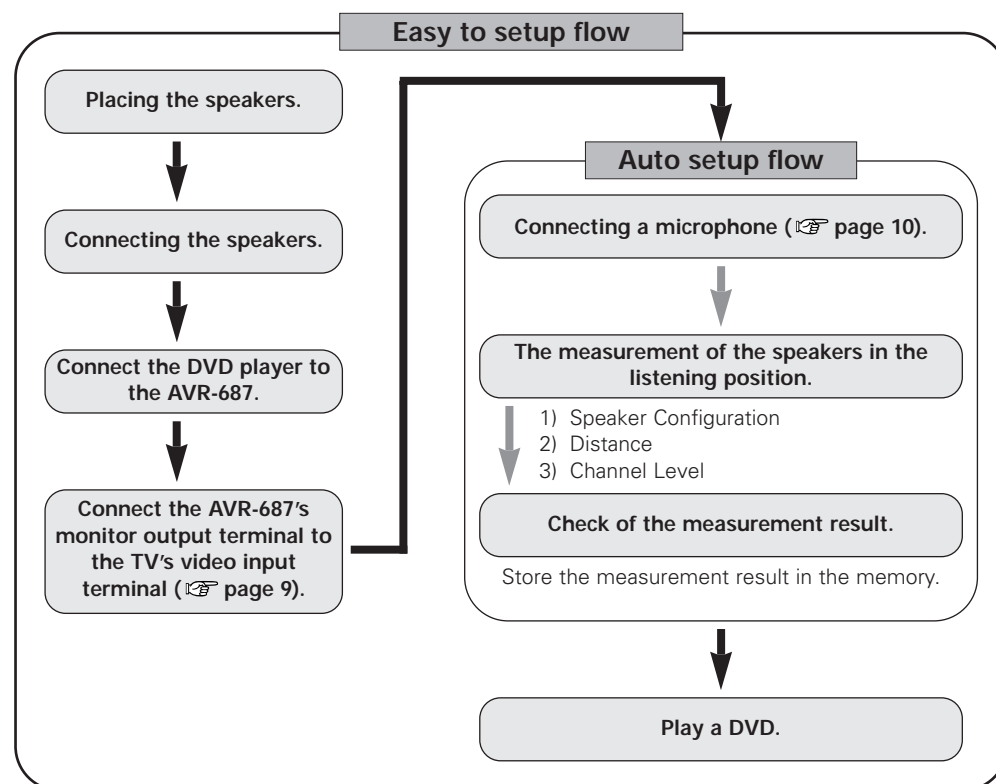 Easy to setup flow
Placing the speakers.
Connecting the speakers.
Connect the DVD player to
the AVR-687.
Connect the AVR-687's
monitor output terminal to
the TV's video input
terminal (☞ page 9).
Auto setup flow
Connecting a microphone (☞ page 10).
The measurement of the speakers in the
listening position.
1) Speaker Configuration
2) Distance
3) Channel Level
Check of the measurement result.
Store the measurement result in the memory.
Play a DVD.